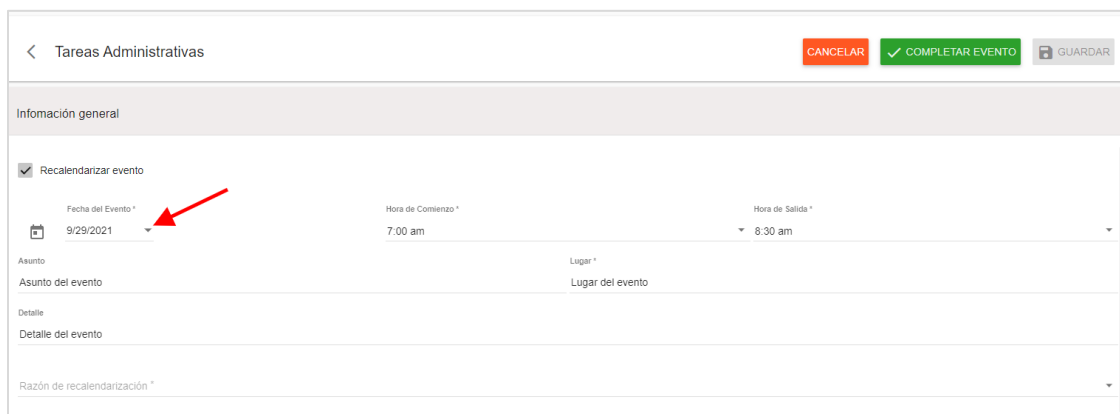 Tareas Administrativas CANCELAR COMPLETAR EVENTO GUARDAR
Infomación general
Recalendarizar evento
Fecha del Evento * Hora de Comienzo * Hora de Salida *
9/29/2021 7:00 am 8:30 am
Asunto Lugar *
Asunto del evento Lugar del evento
Detalle
Detalle del evento
Razón de recalendarización *